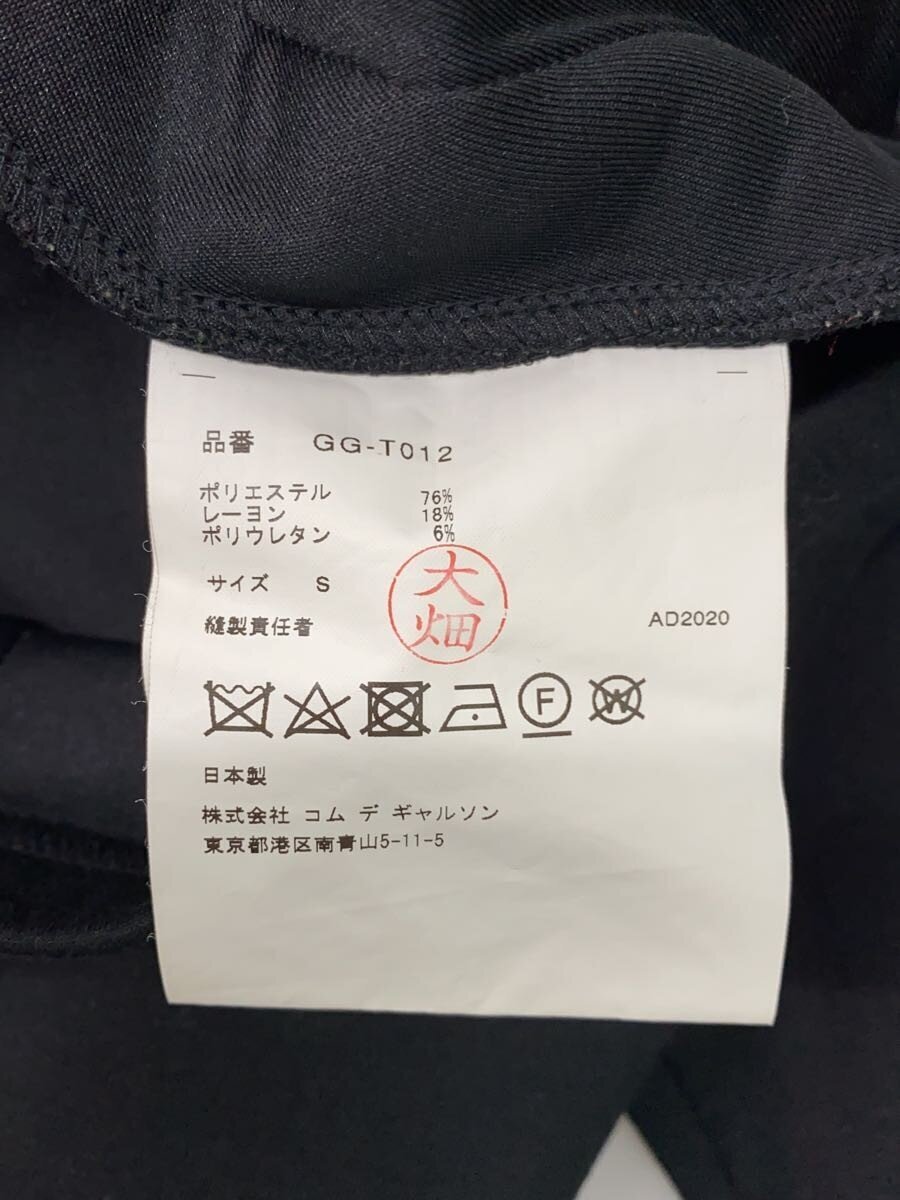 品番 GG-T012
ポリエステル 76%
レーヨン 18%
ポリウレタン 6%
サイズ S
大畑
縫製責任者 AD2020
F W
日本製
株式会社 コム デ ギャルソン
東京都港区南青山5-11-5